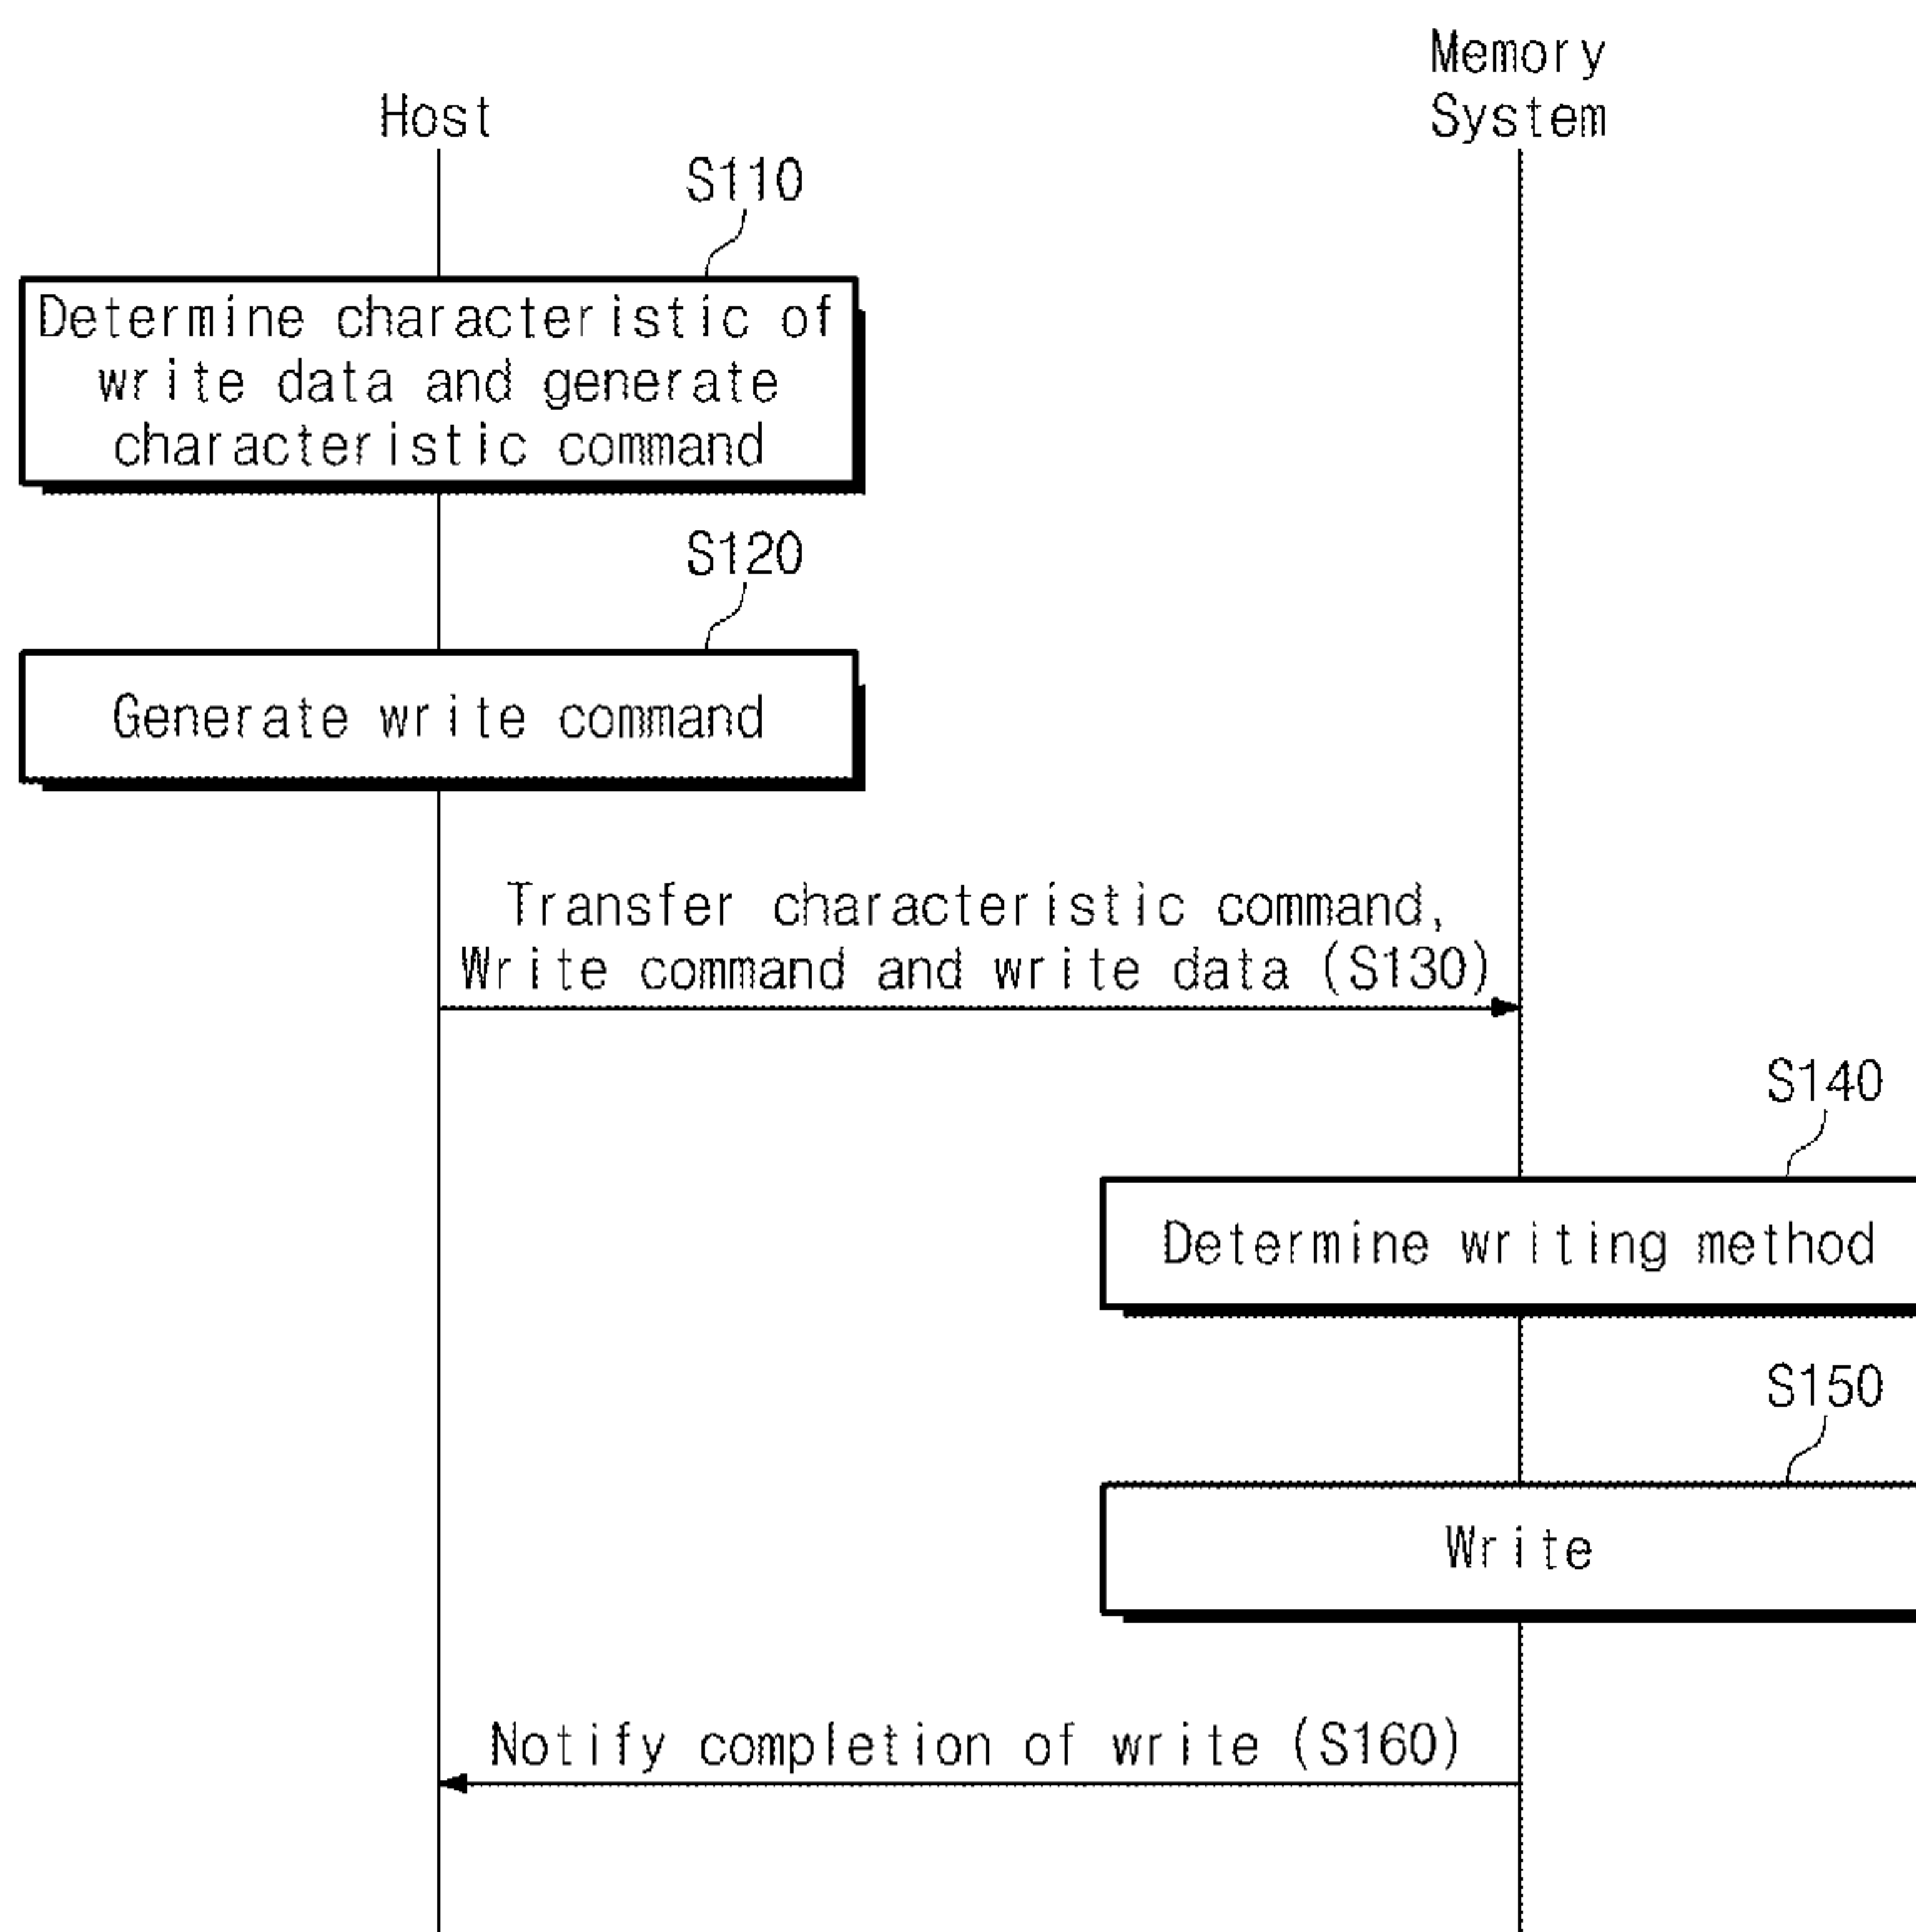 Host
Memory
System
S110
Determine characteristic of
write data and generate
characteristic command
S120
Generate write command
Transfer characteristic command,
Write command and write data (S130)
S140
Determine writing method
S150
Write
Notify completion of write (S160)